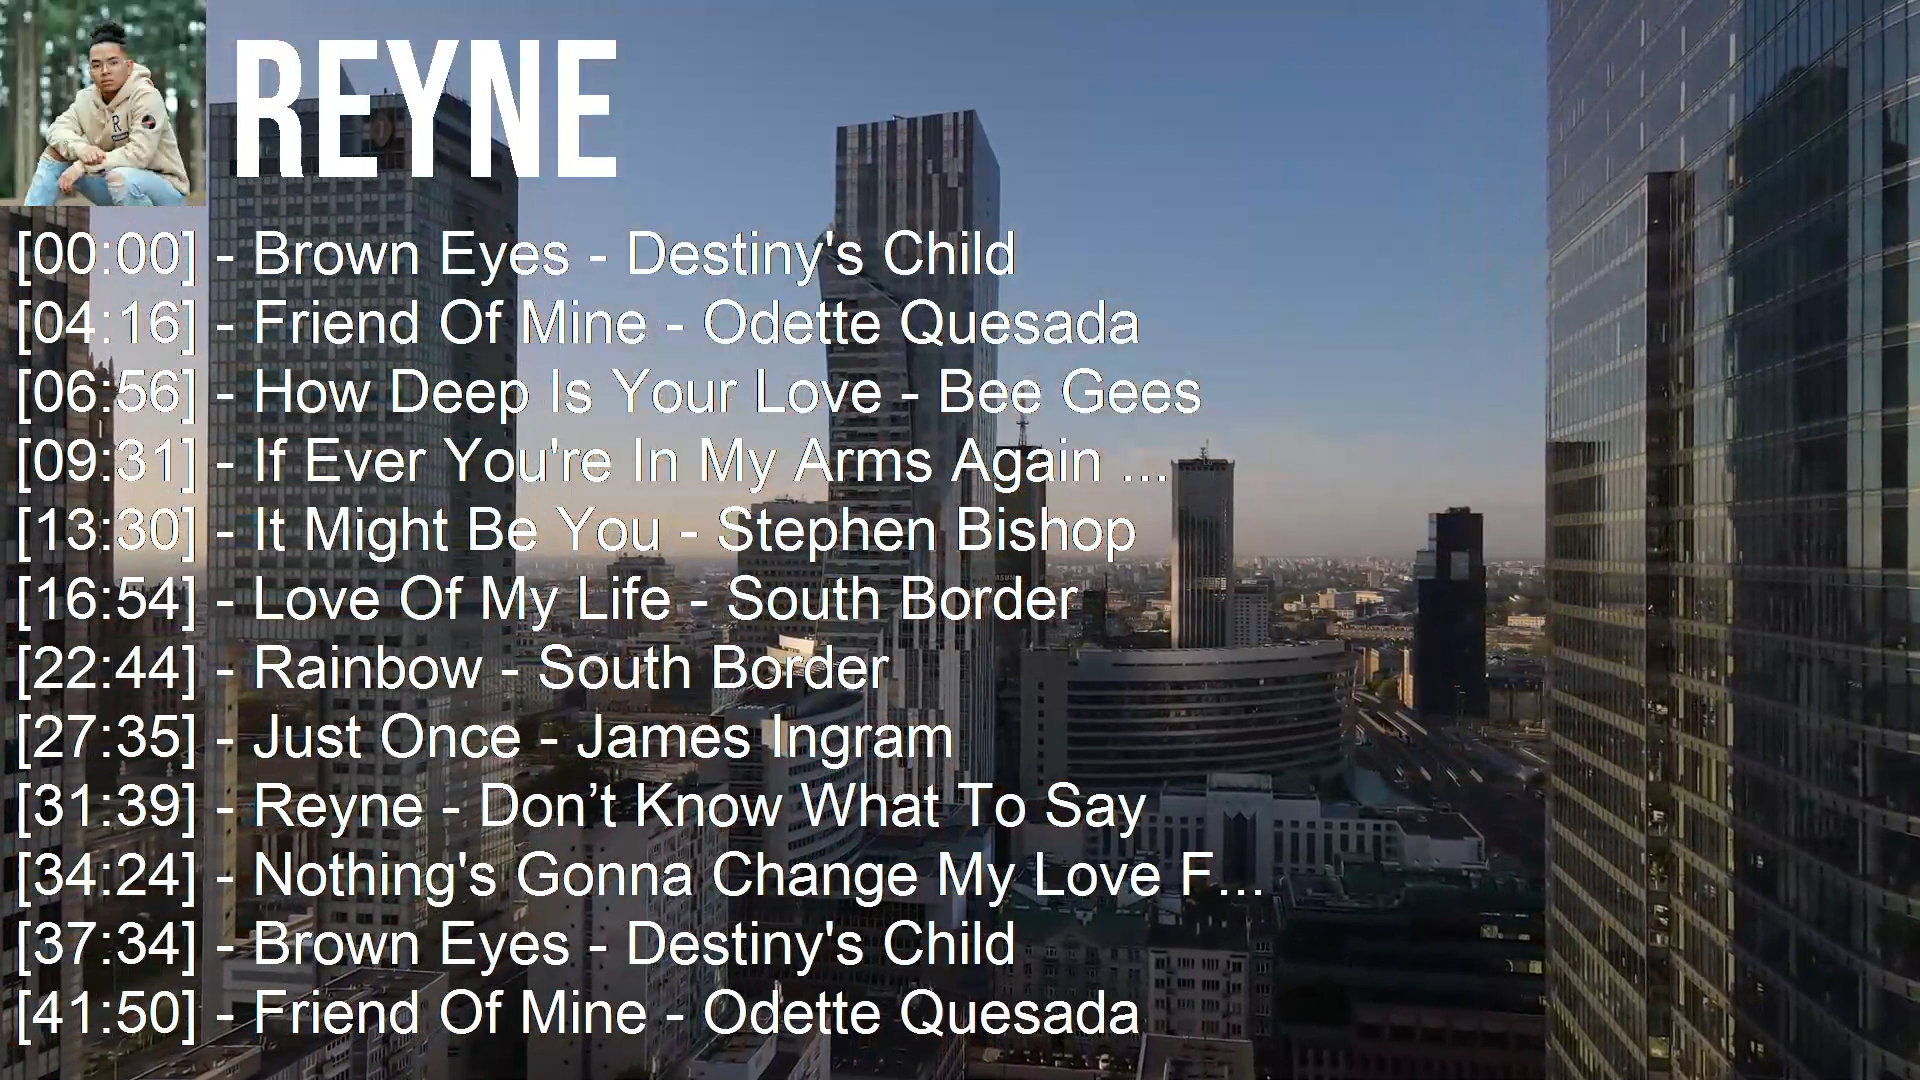 REYNE
[00:00] - Brown Eyes - Destiny's Child
[04:16] - Friend Of Mine - Odette Quesada
[06:56] - How Deep Is Your Love - Bee Gees
[09:31] - If Ever You're In My Arms Again ...
[13:30] - It Might Be You - Stephen Bishop
[16:54] - Love Of My Life - South Border
[22:44] - Rainbow - South Border
[27:35] - Just Once - James Ingram
[31:39] - Reyne - Don’t Know What To Say
[34:24] - Nothing's Gonna Change My Love F...
[37:34] - Brown Eyes - Destiny's Child
[41:50] - Friend Of Mine - Odette Quesada